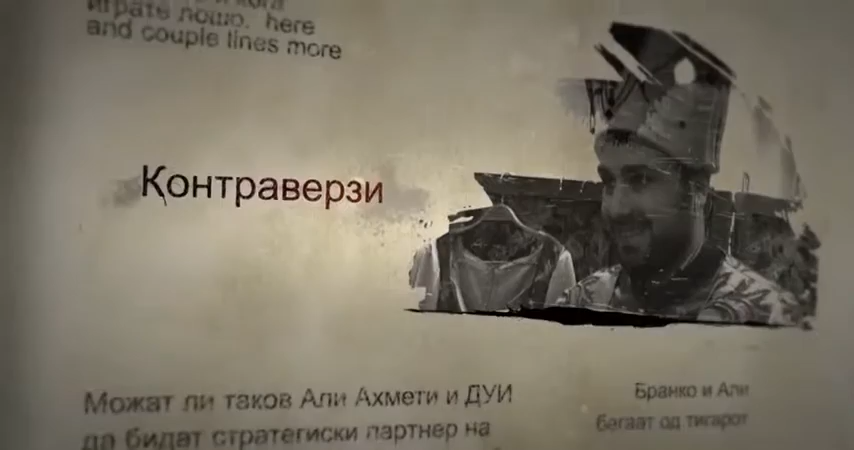 играте лошо. here
and couple lines more
Контраверзи
Можат ли таков Али Ахмети и ДУИ
да бидат стратегиски партнер на
Бранко и Али
бегаат од тигарот